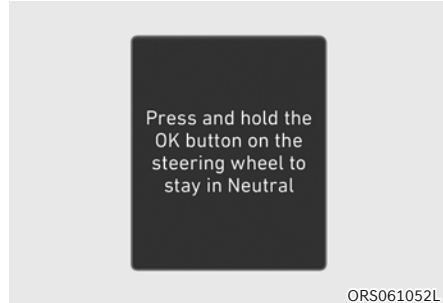 Press and hold the
OK button on the
steering wheel to
stay in Neutral
ORS061052L